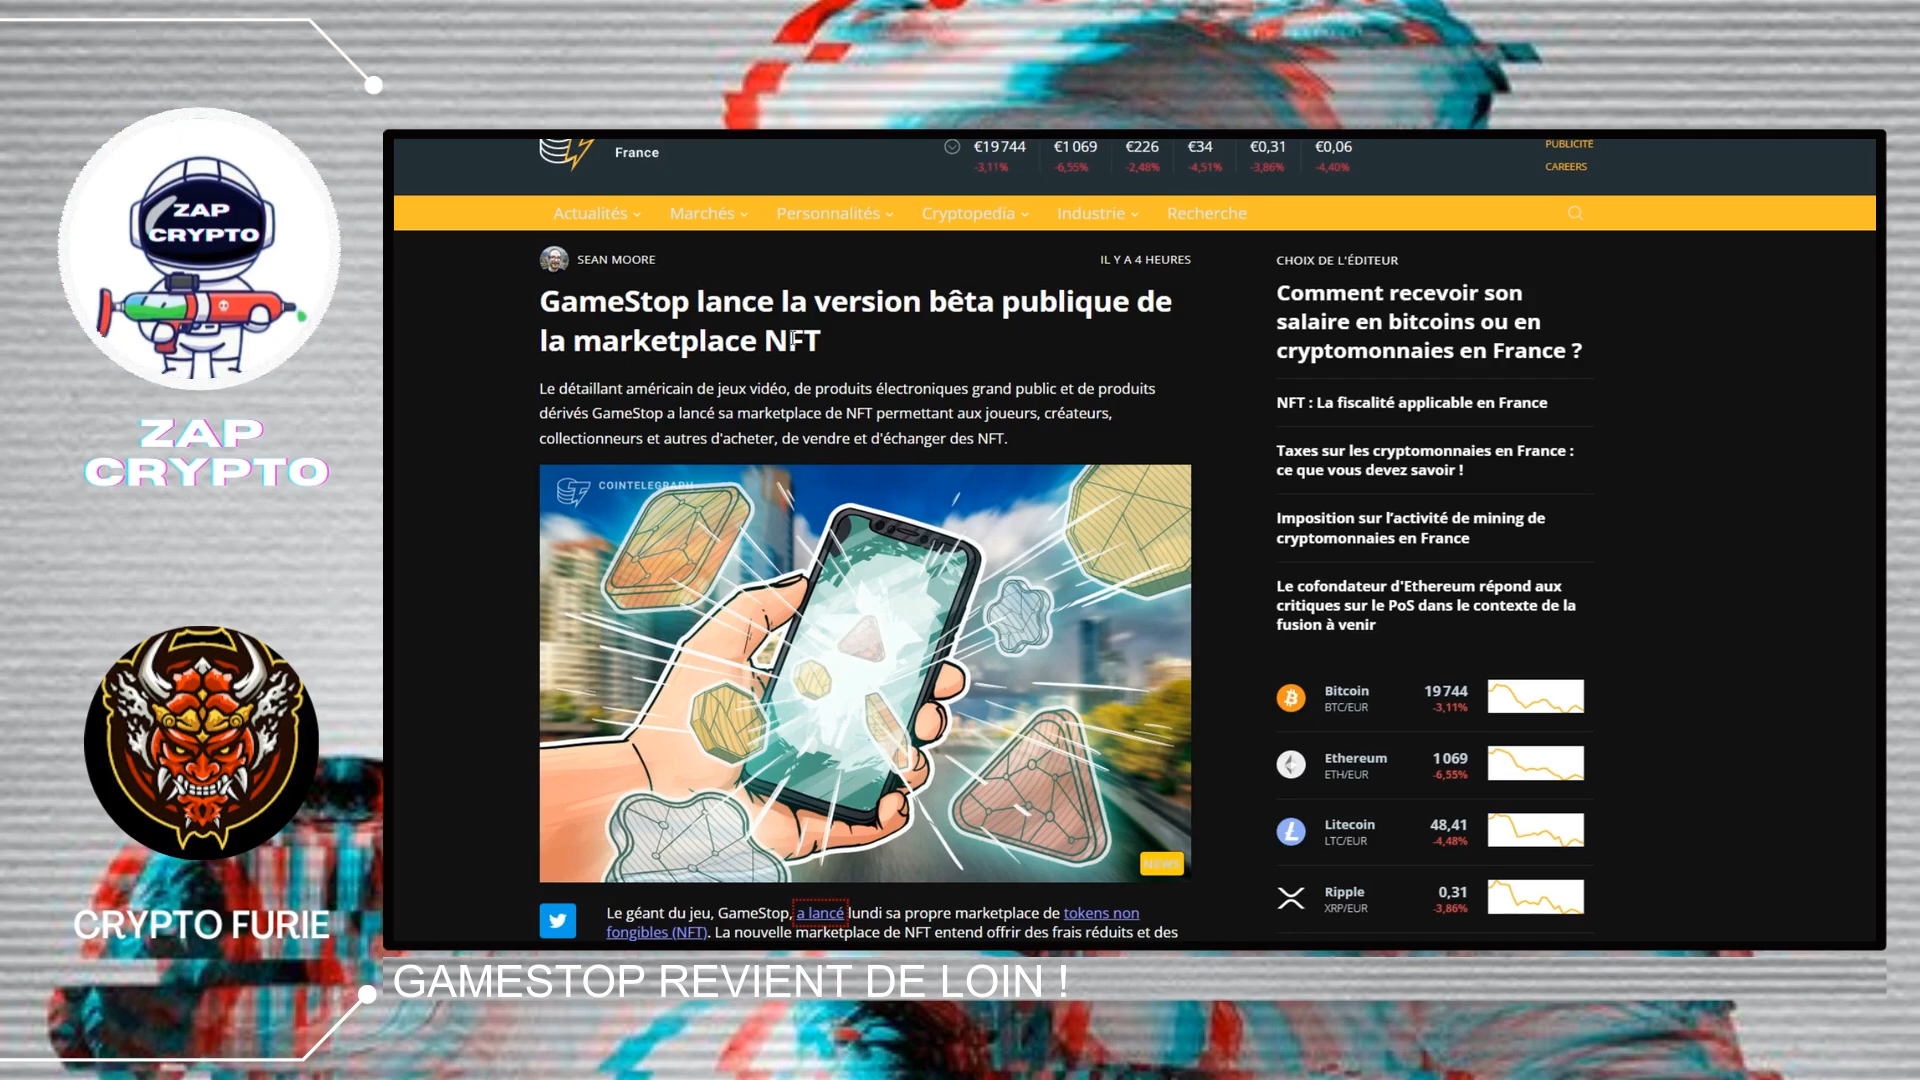 ZAP
CRYPTO
ZAP
CRYPTO
CRYPTO FURIE
France
€19 744 €1 069 €226 €34 €0,31 €0,06
-3,11% -6,55% -2,48% -4,51% -3,86% -4,40%
PUBLICITÉ
CAREERS
Actualités Marchés Personnalités Cryptopedia Industrie Recherche
SEAN MOORE IL Y A 4 HEURES
GameStop lance la version bêta publique de
la marketplace NFT
Le détaillant américain de jeux vidéo, de produits électroniques grand public et de produits
dérivés GameStop a lancé sa marketplace de NFT permettant aux joueurs, créateurs,
collectionneurs et autres d'acheter, de vendre et d'échanger des NFT.
COINTELEGRAPH
NEWS
Le géant du jeu, GameStop, a lancé lundi sa propre marketplace de tokens non
fongibles (NFT). La nouvelle marketplace de NFT entend offrir des frais réduits et des
CHOIX DE L'ÉDITEUR
Comment recevoir son
salaire en bitcoins ou en
cryptomonnaies en France ?
NFT : La fiscalité applicable en France
Taxes sur les cryptomonnaies en France :
ce que vous devez savoir !
Imposition sur l’activité de mining de
cryptomonnaies en France
Le cofondateur d'Ethereum répond aux
critiques sur le PoS dans le contexte de la
fusion à venir
Bitcoin 19 744
BTC/EUR -3,11%
Ethereum 1 069
ETH/EUR -6,55%
Litecoin 48,41
LTC/EUR -4,48%
Ripple 0,31
XRP/EUR -3,86%
GAMESTOP REVIENT DE LOIN !